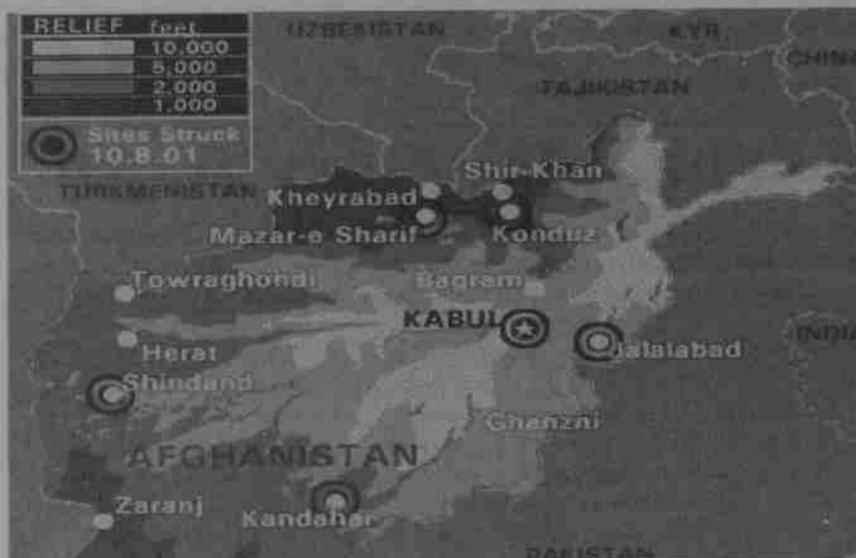 RELIEF feet
10,000
5,000
2,000
1,000
Sites Struck
10.8.01
UZBEKISTAN
KYR.
CHINA
TAJIKISTAN
TURKMENISTAN
Kheyrabad
Shir-Khan
Mazar-e Sharif
Konduz
Towraghondi
Bagram
KABUL
Herat
Jalalabad
INDIA
Shindand
Ghanzni
AFGHANISTAN
Zaranj
Kandahar
PAKISTAN